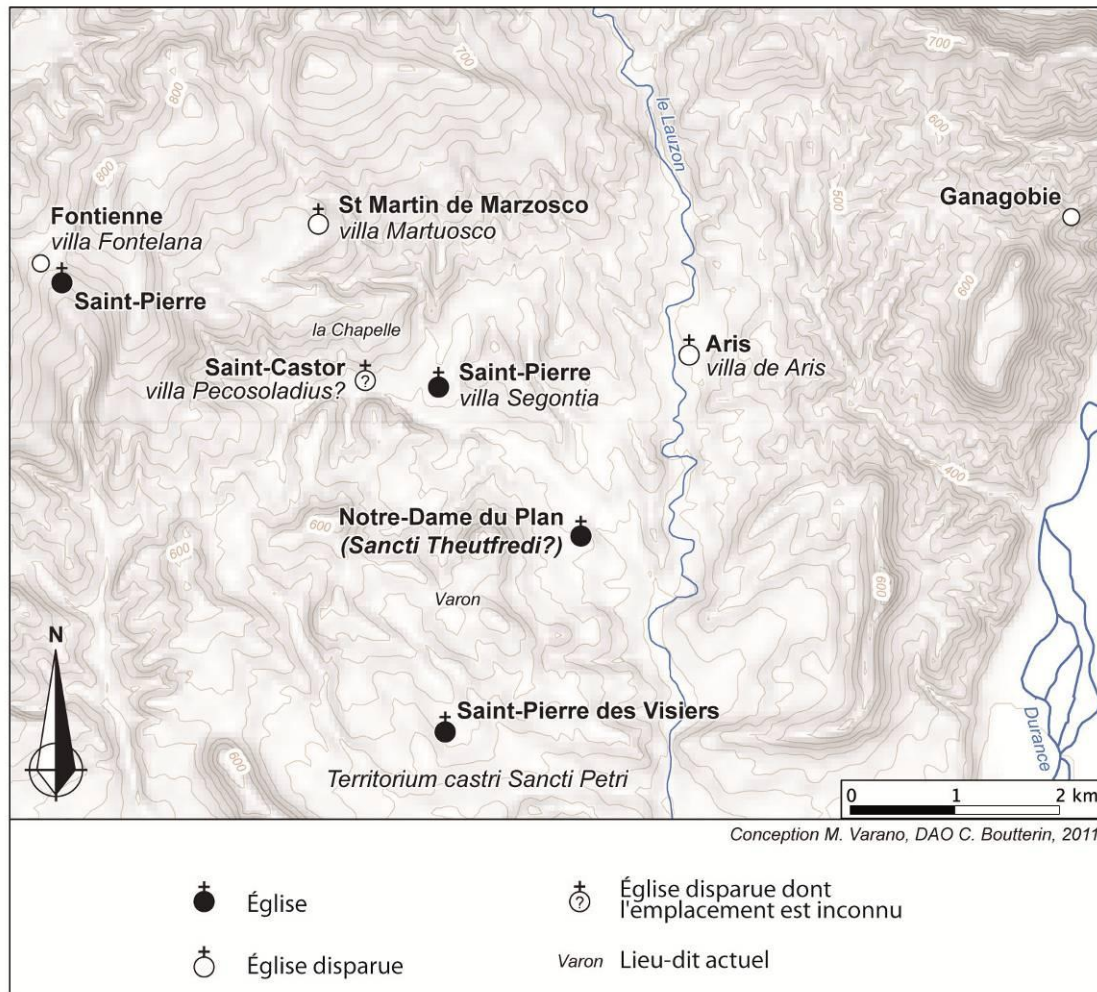 700
700
800
600
le Lauzon
800
500
St Martin de Marzosco
villa Martuosco
Ganagobie
Fontienne
villa Fontelana
Saint-Pierre
600
la Chapelle
Aris
villa de Aris
Saint-Castor
villa Pecosoladius?
?
Saint-Pierre
villa Segontia
400
Notre-Dame du Plan
(Sancti Theutfredi?)
600
600
600
Varon
N
Saint-Pierre des Visiers
Durance
600
Territorium castri Sancti Petri
0 1 2 km
Conception M. Varano, DAO C. Boutterin, 2011
Église
? Église disparue dont
l'emplacement est inconnu
Église disparue
Varon Lieu-dit actuel